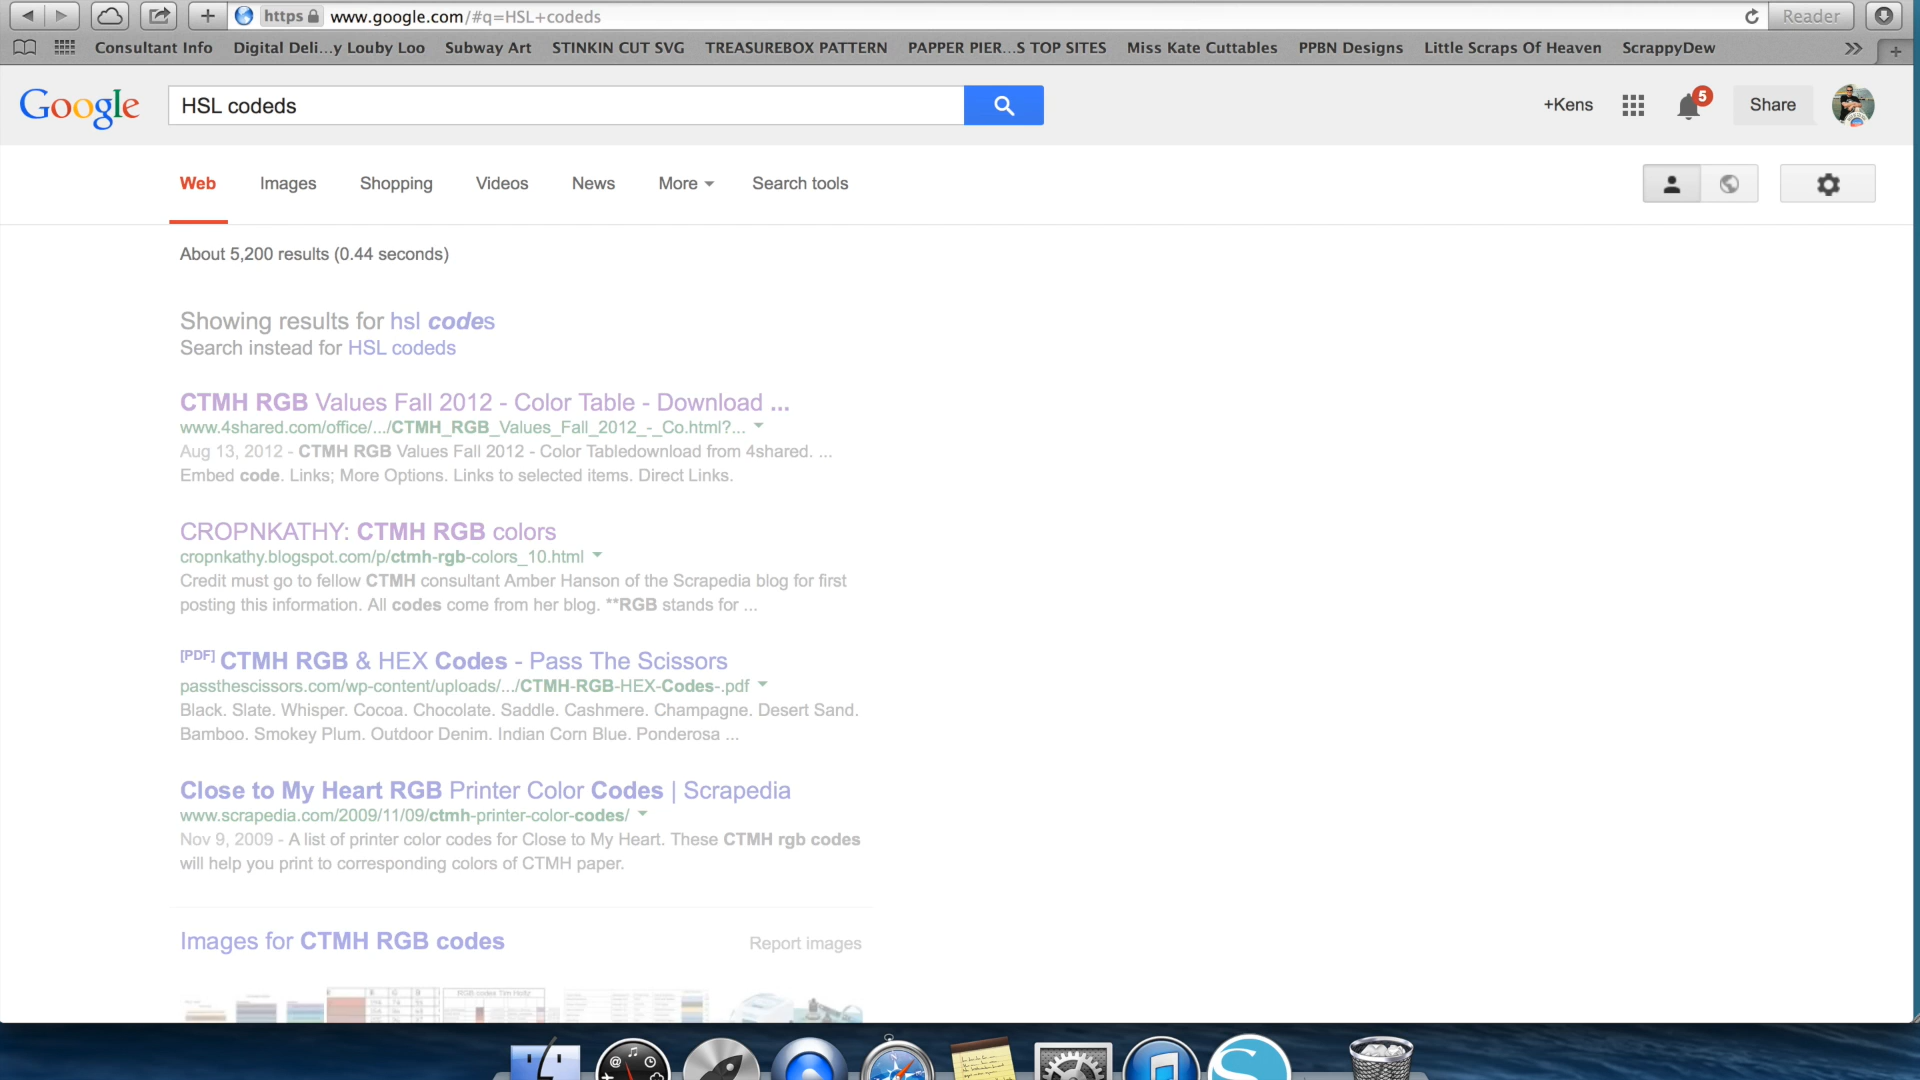 https www.google.com/#q=HSL+codeds Reader
Consultant Info Digital Deli...y Louby Loo Subway Art STINKIN CUT SVG TREASUREBOX PATTERN PAPPER PIER...S TOP SITES Miss Kate Cuttables PPBN Designs Little Scraps Of Heaven ScrappyDew
Google HSL codeds +Kens 5 Share
Web Images Shopping Videos News More Search tools
About 5,200 results (0.44 seconds)
Showing results for hsl codes
Search instead for HSL codeds
CTMH RGB Values Fall 2012 - Color Table - Download ...
www.4shared.com/office/.../CTMH_RGB_Values_Fall_2012_-_Co.html?...
Aug 13, 2012 - CTMH RGB Values Fall 2012 - Color Tabledownload from 4shared. ...
Embed code. Links; More Options. Links to selected items. Direct Links.
CROPNKATHY: CTMH RGB colors
cropnkathy.blogspot.com/p/ctmh-rgb-colors_10.html
Credit must go to fellow CTMH consultant Amber Hanson of the Scrapedia blog for first
posting this information. All codes come from her blog. **RGB stands for ...
[PDF] CTMH RGB & HEX Codes - Pass The Scissors
passthescissors.com/wp-content/uploads/.../CTMH-RGB-HEX-Codes-.pdf
Black. Slate. Whisper. Cocoa. Chocolate. Saddle. Cashmere. Champagne. Desert Sand.
Bamboo. Smokey Plum. Outdoor Denim. Indian Corn Blue. Ponderosa ...
Close to My Heart RGB Printer Color Codes | Scrapedia
www.scrapedia.com/2009/11/09/ctmh-printer-color-codes/
Nov 9, 2009 - A list of printer color codes for Close to My Heart. These CTMH rgb codes
will help you print to corresponding colors of CTMH paper.
Images for CTMH RGB codes Report images
RGB codes Tim Holtz